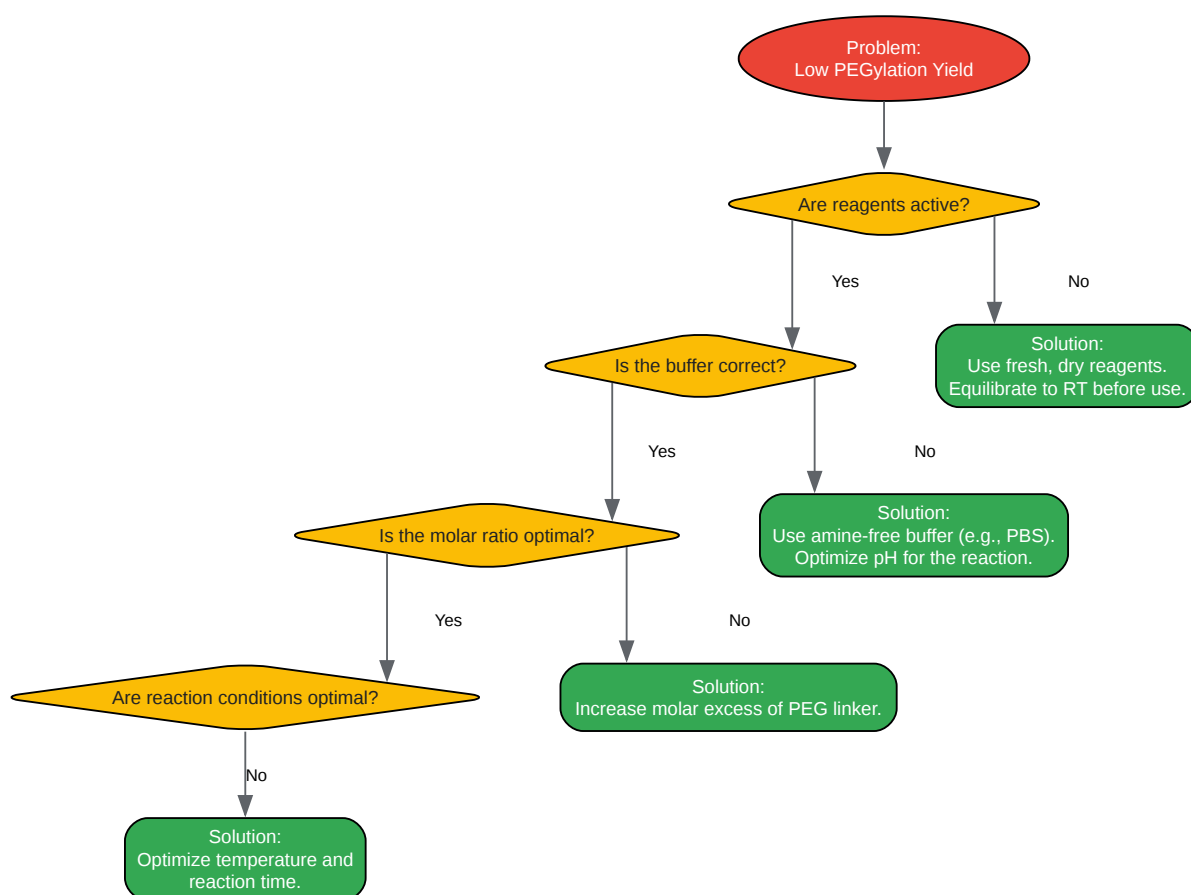 Problem:
Low PEGylation Yield
Are reagents active?
Yes
No
Is the buffer correct?
Solution:
Use fresh, dry reagents.
Equilibrate to RT before use.
Yes
No
Is the molar ratio optimal?
Solution:
Use amine-free buffer (e.g., PBS).
Optimize pH for the reaction.
Yes
No
Are reaction conditions optimal?
Solution:
Increase molar excess of PEG linker.
No
Solution:
Optimize temperature and
reaction time.